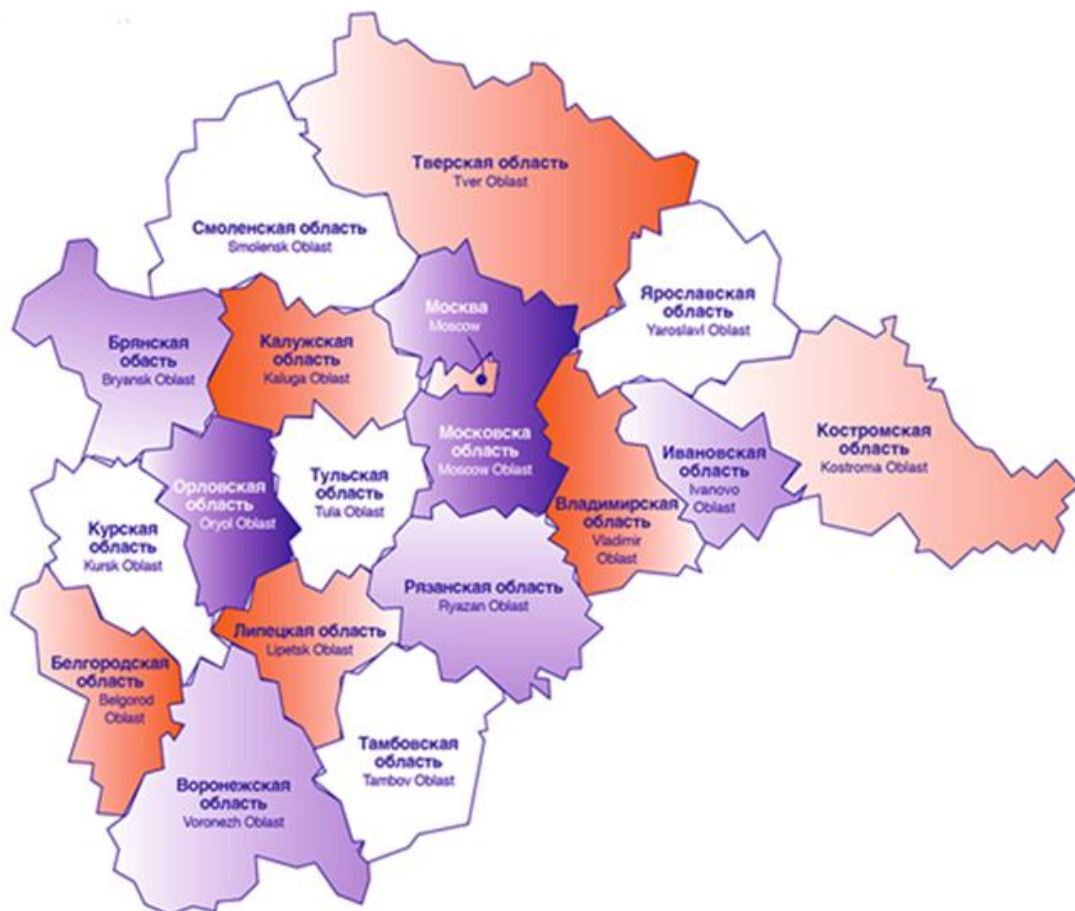 Тверская область
Tver Oblast
Смоленская область
Smolensk Oblast
Ярославская
область
Yaroslavl Oblast
Москва
Moscow
Брянская
обасть
Bryansk Oblast
Калужская
область
Kaluga Oblast
Московска
область
Moscow Oblast
Ивановская
область
Ivanovo
Oblast
Костромская
область
Kostroma Oblast
Орловская
область
Oryol Oblast
Тульская
область
Tula Oblast
Владимирская
область
Vladimir
Oblast
Курская
область
Kursk Oblast
Рязанская область
Ryazan Oblast
Липецкая область
Lipetsk Oblast
Белгородская
область
Belgorod
Oblast
Тамбовская
область
Tambov Oblast
Воронежская
область
Voronezh Oblast